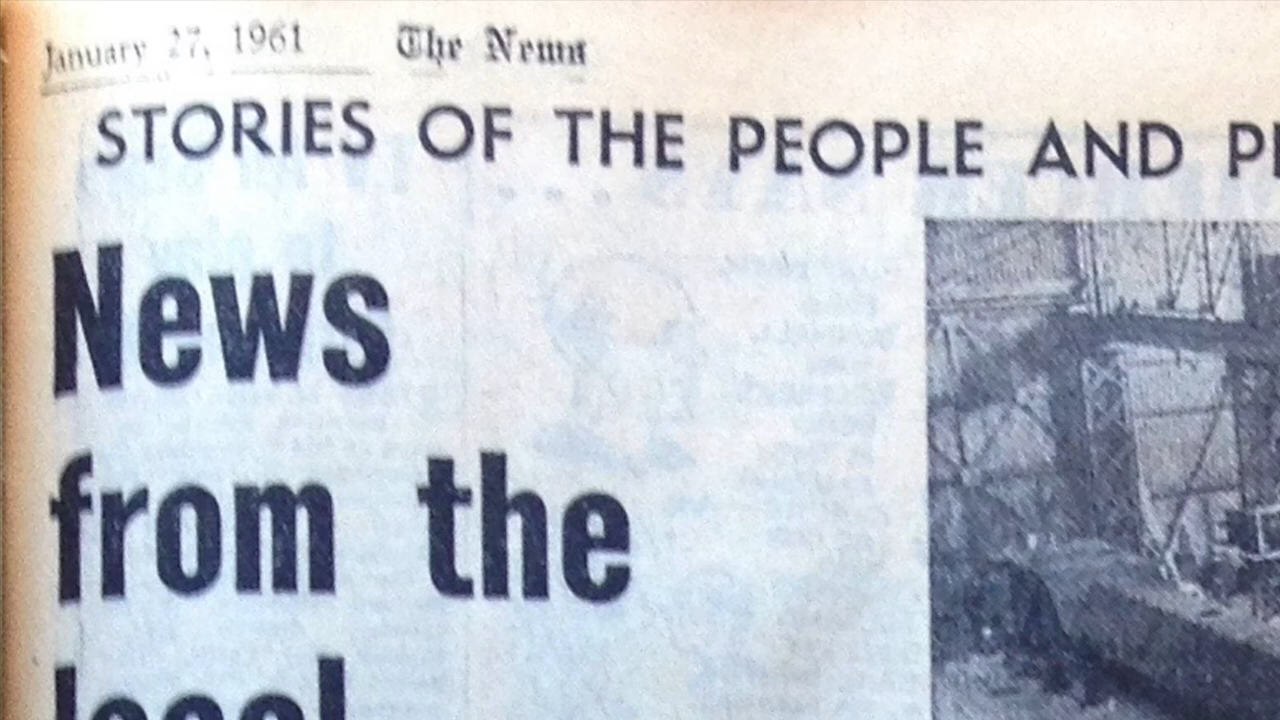 January 27, 1961 The News
STORIES OF THE PEOPLE AND
News
from the
local